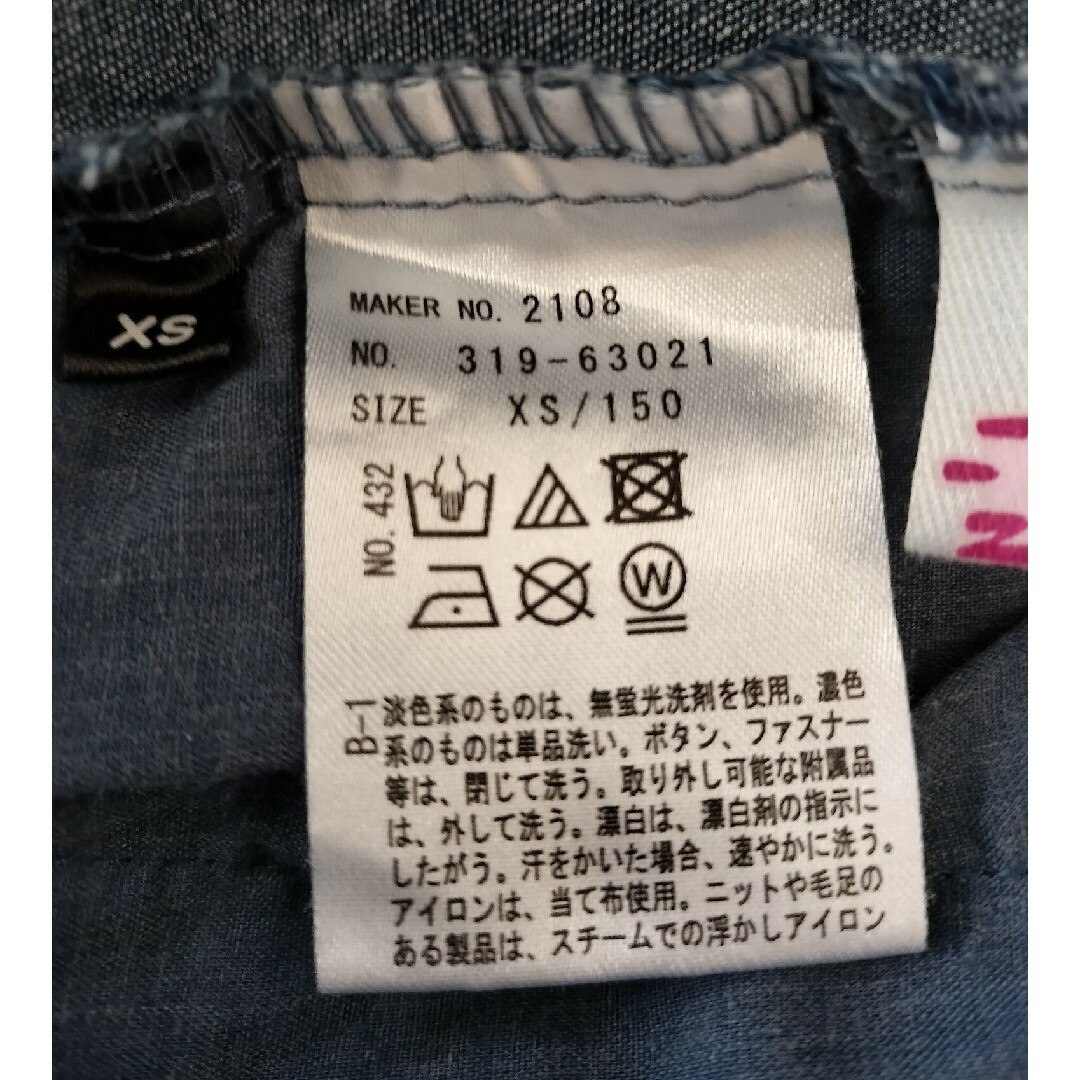 XS
MAKER NO. 2108
NO. 319-63021
SIZE XS/150
NO. 432
W
B-1
淡色系のものは、無蛍光洗剤を使用。濃色
系のものは単品洗い。ボタン、ファスナー
等は、閉じて洗う。取り外し可能な附属品
は、外して洗う。漂白は、漂白剤の指示に
したがう。汗をかいた場合、速やかに洗う。
アイロンは、当て布使用。ニットや毛足の
ある製品は、スチームでの浮かしアイロン